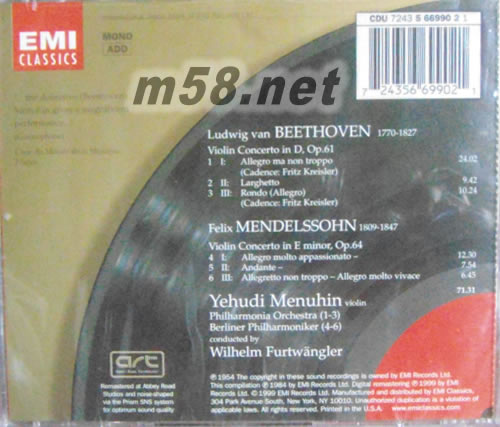 EMI
CLASSICS
MONO
ADD
CDU 7243 5 66990 2 1
7 24356 69902 1
m58.net
Ludwig van BEETHOVEN 1770-1827
Violin Concerto in D, Op.61
1 I: Allegro ma non troppo 24.02
(Cadence: Fritz Kreisler)
2 II: Larghetto 9.42
3 III: Rondo (Allegro) 10.24
(Cadence: Fritz Kreisler)
Felix MENDELSSOHN 1809-1847
Violin Concerto in E minor, Op.64
4 I: Allegro molto appassionato – 12.30
5 II: Andante – 7.54
6 III: Allegretto non troppo – Allegro molto vivace 6.45
71.31
Yehudi Menuhin violin
Philharmonia Orchestra (1-3)
Berliner Philharmoniker (4-6)
conducted by
Wilhelm Furtwängler
art
Remastered at Abbey Road
Studios and noise-shaped
via the Prism SNS system
for optimum sound quality
℗ 1954 The copyright in these sound recordings is owned by EMI Records Ltd.
This compilation ℗ 1984 by EMI Records Ltd. Digital remastering ℗ 1999 by EMI
Records Ltd. © 1999 EMI Records Ltd. Manufactured and distributed by EMI Classics,
304 Park Avenue South, New York, NY 10010. Unauthorized duplication is a violation of
applicable laws. All rights reserved. Printed in the U.S.A. www.emiclassics.com